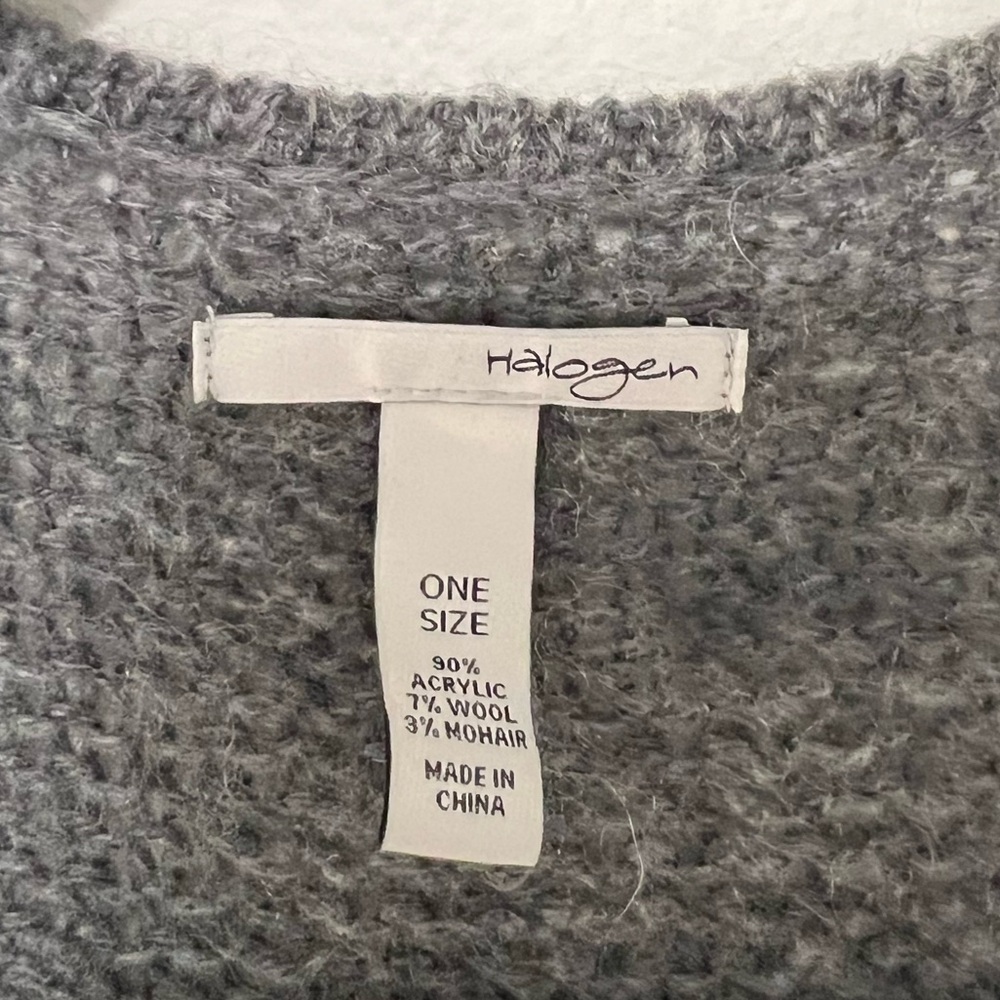 Halogen
ONE
SIZE
90%
ACRYLIC
7% WOOL
3% MOHAIR
MADE IN
CHINA